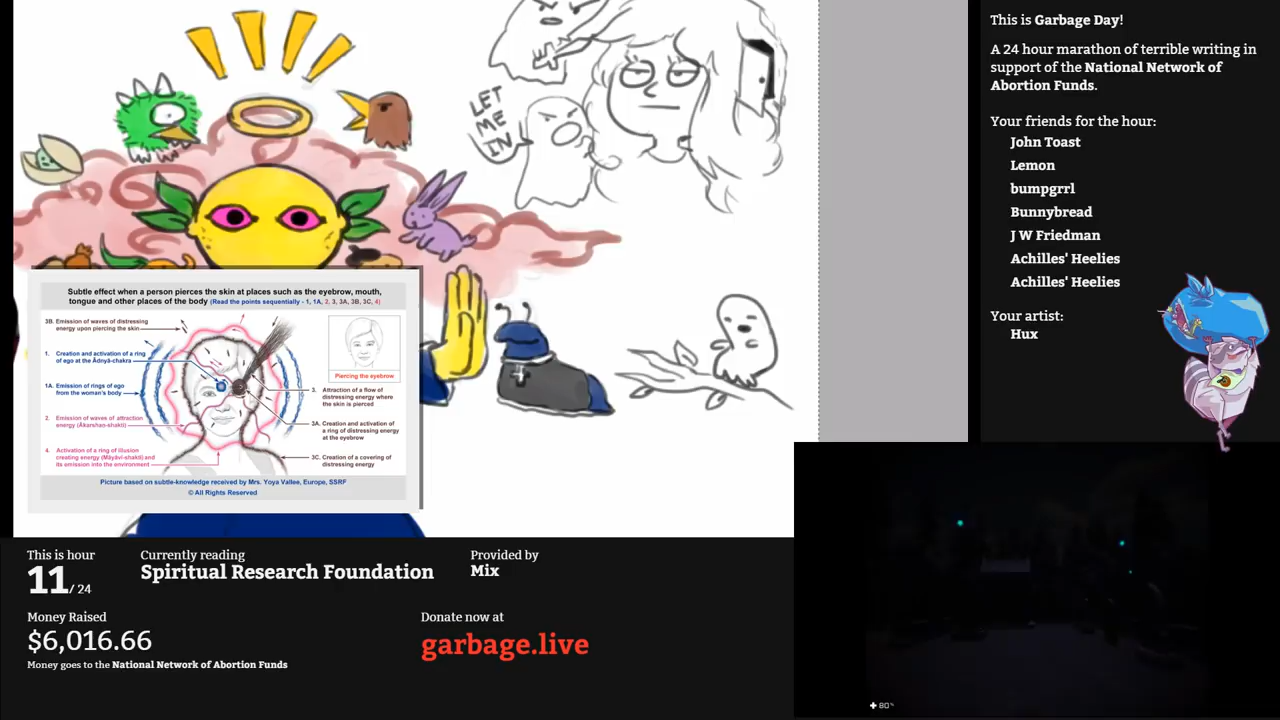 LET
ME
IN
Subtle effect when a person pierces the skin at places such as the eyebrow, mouth,
tongue and other places of the body (Read the points sequentially - 1, 1A, 2, 3, 3A, 3B, 3C, 4)
3B. Emission of waves of distressing
energy upon piercing the skin
1. Creation and activation of a ring
of ego at the Ādnyā-chakra
1A. Emission of rings of ego
from the woman's body
2. Emission of waves of attraction
energy (Ākarshan-shakti)
4. Activation of a ring of illusion
creating energy (Māyāvī-shakti) and
its emission into the environment
Piercing the eyebrow
3. Attraction of a flow of
distressing energy where
the skin is pierced
3A. Creation and activation of
a ring of distressing energy
at the eyebrow
3C. Creation of a covering of
distressing energy
Picture based on subtle-knowledge received by Mrs. Yoya Vallee, Europe, SSRF
© All Rights Reserved
This is hour
11/ 24
Currently reading
Spiritual Research Foundation
Provided by
Mix
Money Raised
$6,016.66
Money goes to the National Network of Abortion Funds
Donate now at
garbage.live
This is Garbage Day!
A 24 hour marathon of terrible writing in
support of the National Network of
Abortion Funds.
Your friends for the hour:
John Toast
Lemon
bumpgrrl
Bunnybread
J W Friedman
Achilles' Heelies
Achilles' Heelies
Your artist:
Hux
80%